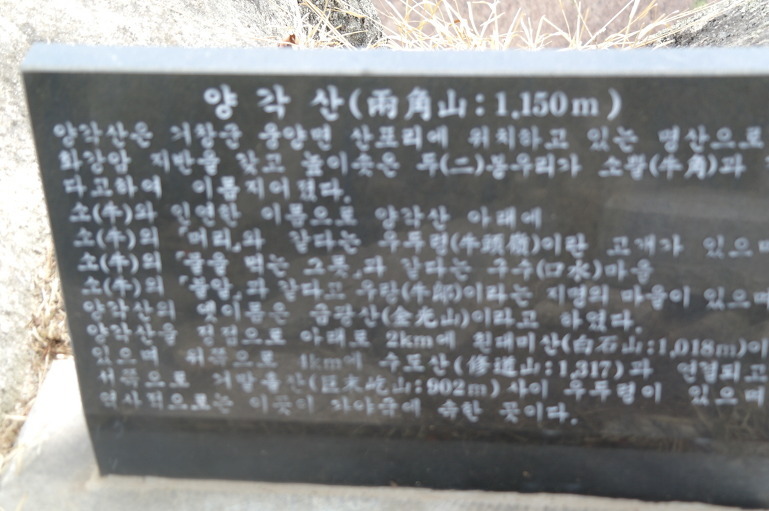 양각산(兩角山:1,150m)
양각산은 거창군 웅양면 산포리에 위치하고 있는 명산으로
화강암 지반을 갖고 높이솟은 두(二)봉우리가 소뿔(牛角)과
다고하여 이름지어졌다.
소(牛)와 인연한 이름으로 양각산 아래에
소(牛)의 「머리」와 같다는 우두령(牛頭嶺)이란 고개가 있으며
소(牛)의 「물을 먹는 그릇」과 같다는 구수(口水)마을
소(牛)의 「불알」과 같다고 우랑(牛郎)이라는 지명의 마을이 있으며
양각산의 옛이름은 금광산(金光山)이라고 하였다.
양각산을 정점으로 아래로 2km에 흰대미산(白石山:1,018m)이
있으며 위쪽으로 4km에 수도산(修道山:1,317)과 연결되고
서쪽으로 거말흘산(巨末屹山:902m)사이 우두령이 있으며
역사적으로는 이곳이 가야군에 속한 곳이다.